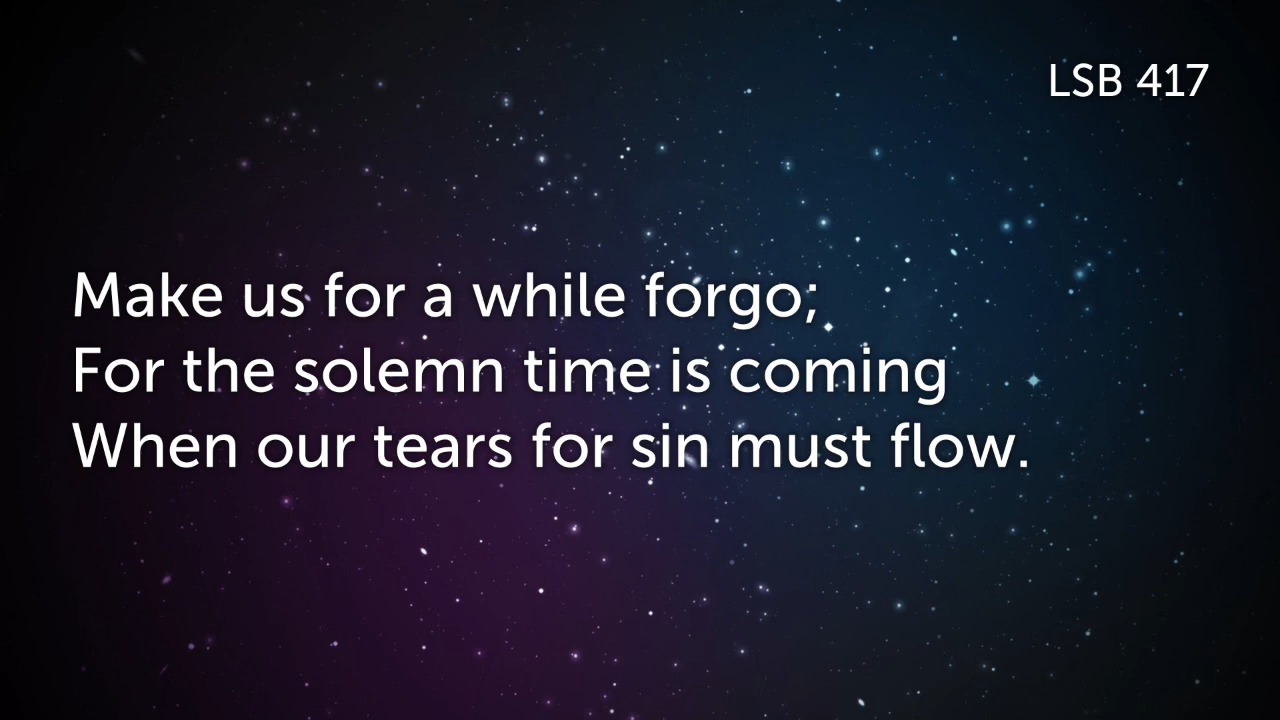 LSB 417
Make us for a while forgo;
For the solemn time is coming
When our tears for sin must flow.